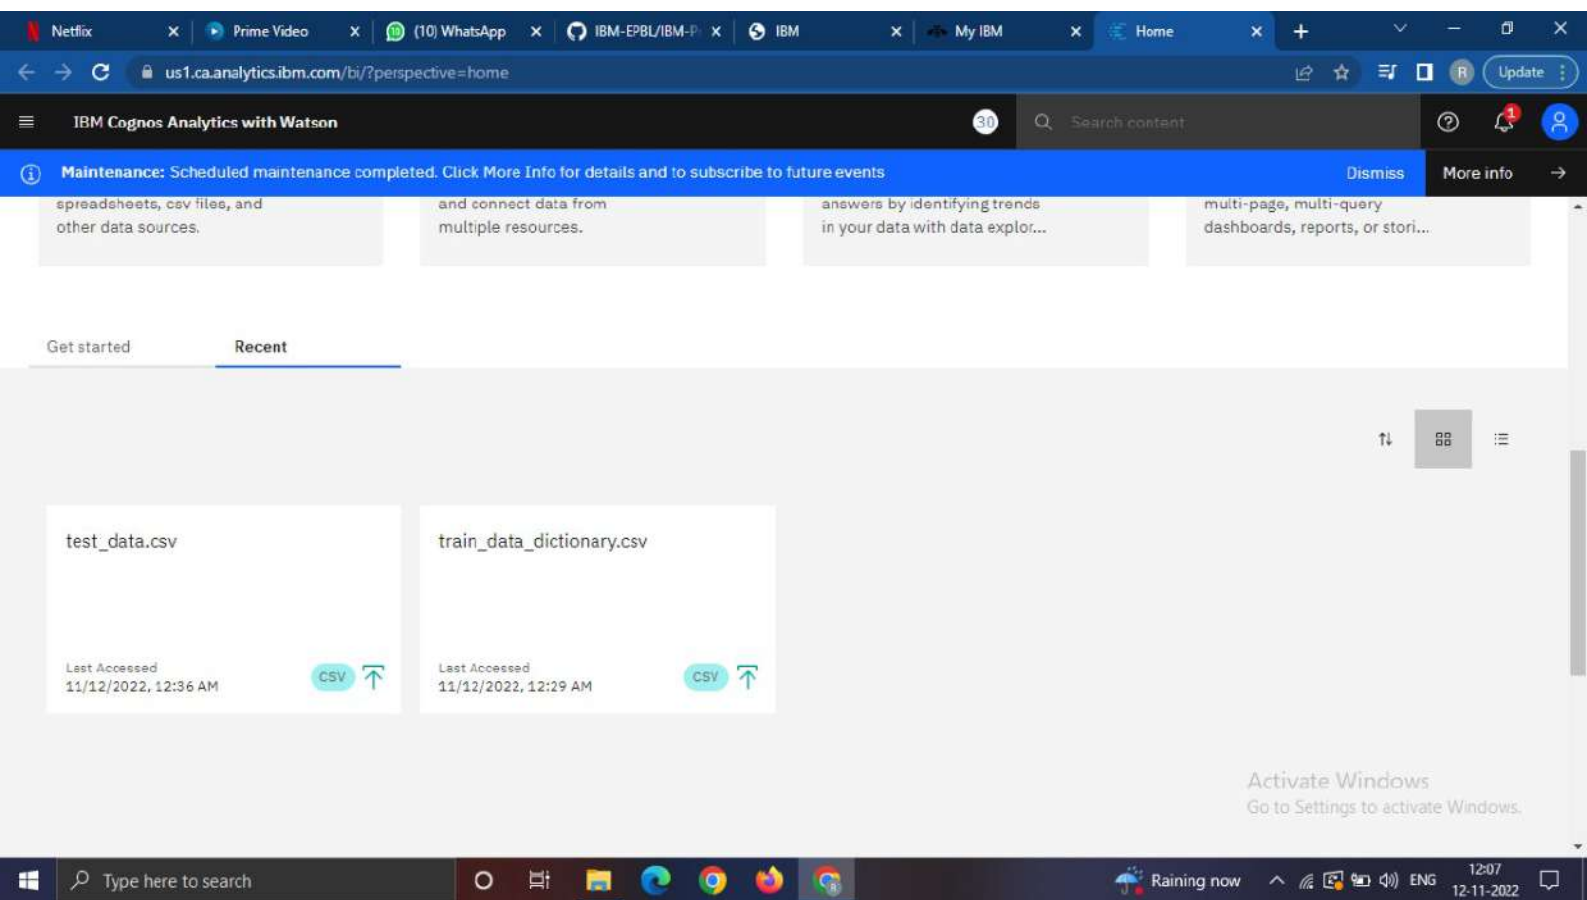 Netflix
Prime Video
(10) WhatsApp
IBM-EPBL/IBM-P
IBM
My IBM
Home
us1.ca.analytics.ibm.com/bi/?perspective=home
R
Update
IBM Cognos Analytics with Watson
30
Search content
1
Maintenance: Scheduled maintenance completed. Click More Info for details and to subscribe to future events
Dismiss
More info
spreadsheets, csv files, and
other data sources.
and connect data from
multiple resources.
answers by identifying trends
in your data with data explor...
multi-page, multi-query
dashboards, reports, or stori...
Get started
Recent
test_data.csv
Last Accessed
11/12/2022, 12:36 AM
CSV
train_data_dictionary.csv
Last Accessed
11/12/2022, 12:29 AM
CSV
Activate Windows
Go to Settings to activate Windows.
Type here to search
Raining now
ENG
12:07
12-11-2022